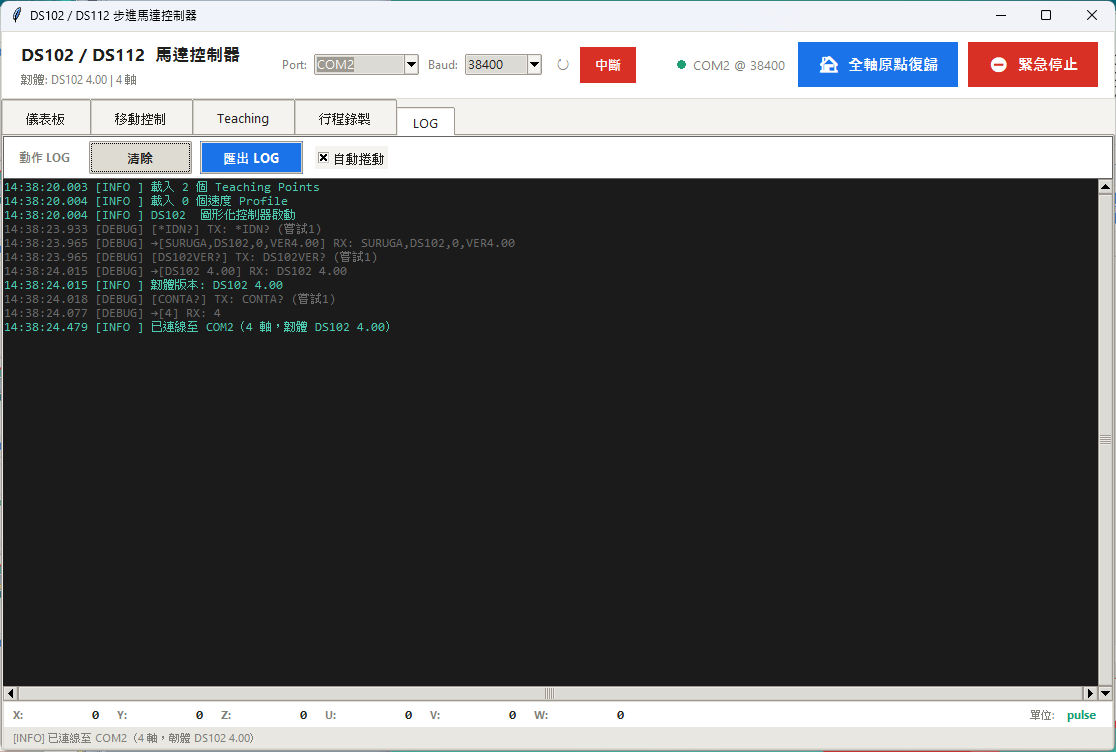 DS102 / DS112 步進馬達控制器
DS102 / DS112 馬達控制器
韌體: DS102 4.00 | 4 軸
Port: COM2 Baud: 38400 中斷 COM2 @ 38400 全軸原點復歸 緊急停止
儀表板 移動控制 Teaching 行程錄製 LOG
動作 LOG 清除 匯出 LOG 自動捲動
14:38:20.003 [INFO ] 載入 2 個 Teaching Points
14:38:20.004 [INFO ] 載入 0 個速度 Profile
14:38:20.004 [INFO ] DS102 圖形化控制器啟動
14:38:23.933 [DEBUG] [*IDN?] TX: *IDN? (嘗試1)
14:38:23.965 [DEBUG] →[SURUGA,DS102,0,VER4.00] RX: SURUGA,DS102,0,VER4.00
14:38:23.965 [DEBUG] [DS102VER?] TX: DS102VER? (嘗試1)
14:38:24.015 [DEBUG] →[DS102 4.00] RX: DS102 4.00
14:38:24.015 [INFO ] 韌體版本: DS102 4.00
14:38:24.018 [DEBUG] [CONTA?] TX: CONTA? (嘗試1)
14:38:24.077 [DEBUG] →[4] RX: 4
14:38:24.479 [INFO ] 已連線至 COM2（4 軸，韌體 DS102 4.00）
X: 0 Y: 0 Z: 0 U: 0 V: 0 W: 0 單位: pulse
[INFO] 已連線至 COM2（4 軸，韌體 DS102 4.00）